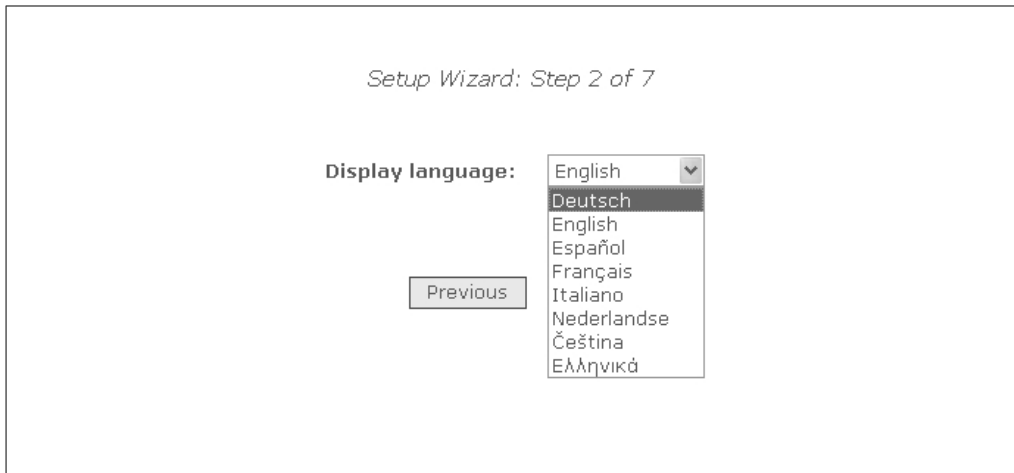 Setup Wizard: Step 2 of 7
Display language: English
Deutsch
English
Español
Français
Italiano
Nederlandse
Čeština
Ελληνικά
Previous